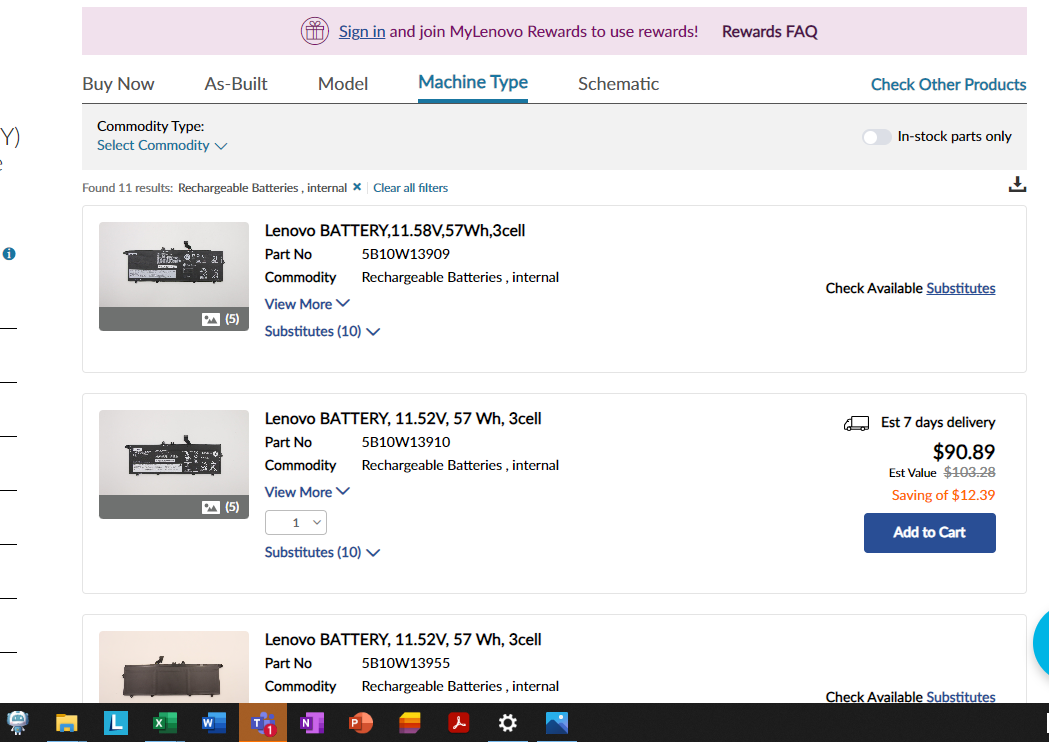 Sign in and join MyLenovo Rewards to use rewards! Rewards FAQ
Buy Now As-Built Model Machine Type Schematic Check Other Products
Y)
e
Commodity Type:
Select Commodity
In-stock parts only
Found 11 results: Rechargeable Batteries , internal × Clear all filters
Lenovo BATTERY,11.58V,57Wh,3cell
Part No 5B10W13909
Commodity Rechargeable Batteries , internal
View More
Substitutes (10)
(5)
Check Available Substitutes
Lenovo BATTERY, 11.52V, 57 Wh, 3cell
Part No 5B10W13910
Commodity Rechargeable Batteries , internal
View More
1
Substitutes (10)
(5)
Est 7 days delivery
$90.89
Est Value $103.28
Saving of $12.39
Add to Cart
Lenovo BATTERY, 11.52V, 57 Wh, 3cell
Part No 5B10W13955
Commodity Rechargeable Batteries , internal
Check Available Substitutes
L X W T 1 N P